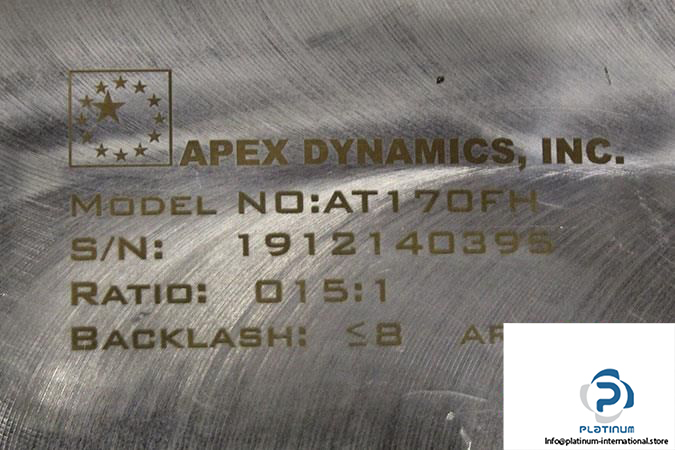 APEX DYNAMICS, INC.
MODEL NO:AT170FH
S/N: 1912140395
RATIO: 015:1
BACKLASH: ≤8
PLATINUM
Info@platinum-international.store